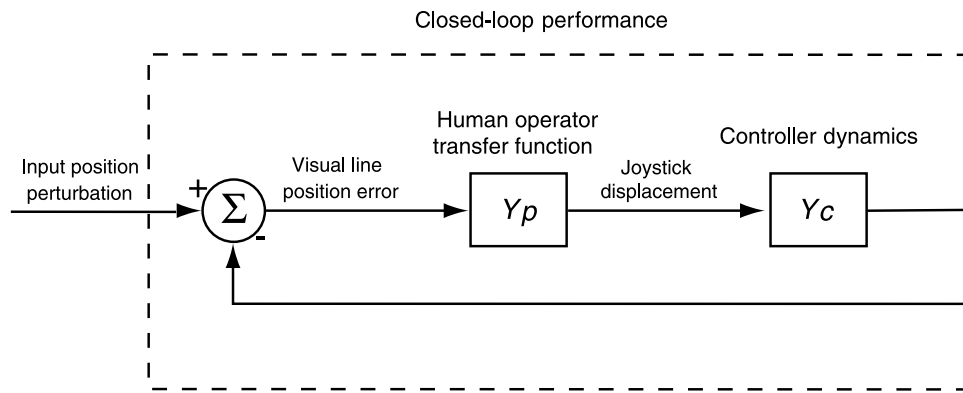 Closed-loop performance
Human operator
transfer function
Controller dynamics
Input position
perturbation
Visual line
position error
Joystick
displacement
+
Σ
-
Yp
Yc